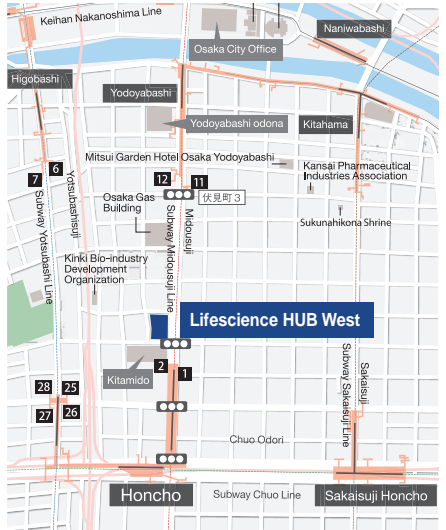 Keihan Nakanoshima Line
Naniwabashi
Osaka City Office
Higobashi
Yodoyabashi
Yodoyabashi odona
Kitahama
Mitsui Garden Hotel Osaka Yodoyabashi
Kansai Pharmaceutical
Industries Association
6
7
12
11
伏見町3
Yotsubashisuji
Subway Yotsubashi Line
Osaka Gas
Building
Subway Midousuji Line
Midousuji
Sukunahikona Shrine
Kinki Bio-industry
Development
Organization
Lifescience HUB West
2
1
Kitamido
28
25
27
26
Sakaisuji
Subway Sakaisuji Line
Chuo Odori
Honcho
Subway Chuo Line
Sakaisuji Honcho